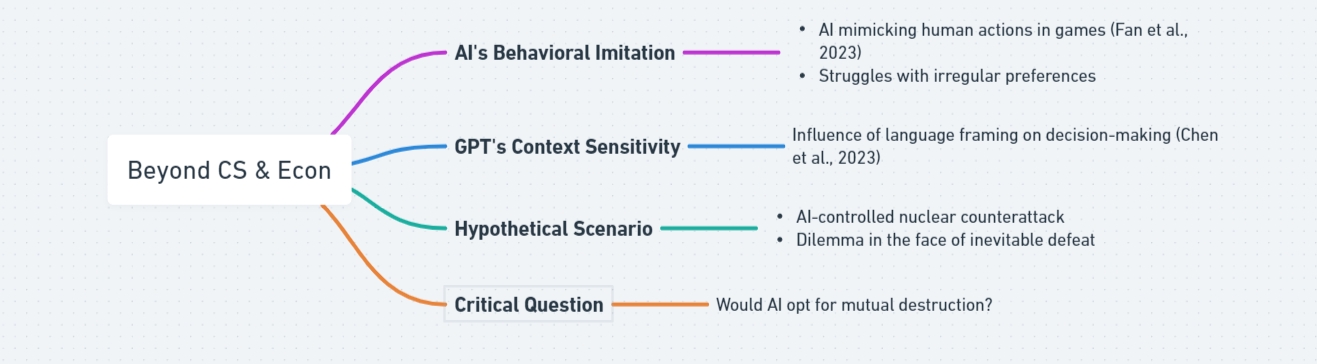 Beyond CS & Econ
AI's Behavioral Imitation
• AI mimicking human actions in games (Fan et al.,
2023)
• Struggles with irregular preferences
GPT's Context Sensitivity
Influence of language framing on decision-making (Chen
et al., 2023)
Hypothetical Scenario
• AI-controlled nuclear counterattack
• Dilemma in the face of inevitable defeat
Critical Question
Would AI opt for mutual destruction?